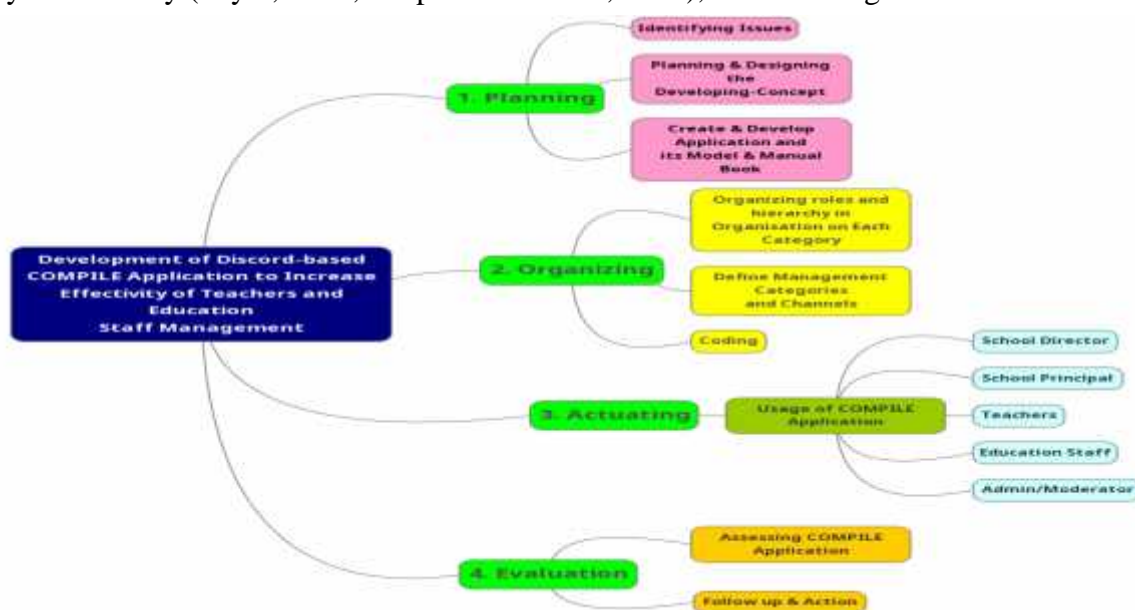 Identifying Issues
Planning & Designing
the
Developing-Concept
1. Planning
Create & Develop
Application and
its Model & Manual
Book
Organizing roles and
hierarchy in
Organisation on Each
Category
Development of Discord-based
COMPILE Application to Increase
Effectivity of Teachers and
Education
Staff Management
2. Organizing
Define Management
Categories
and Channels
Coding
3. Actuating
Usage of COMPILE
Application
School Director
School Principal
Teachers
Education Staff
Admin/Moderator
4. Evaluation
Assessing COMPILE
Application
Follow up & Action